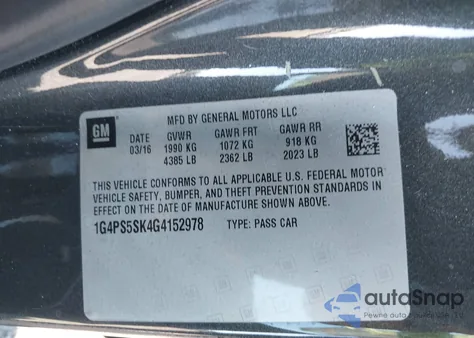 GM
MFD BY GENERAL MOTORS LLC
DATE GVWR GAWR FRT GAWR RR
03/16 1990 KG 1072 KG 918 KG
4385 LB 2362 LB 2023 LB
THIS VEHICLE CONFORMS TO ALL APPLICABLE U.S. FEDERAL MOTOR
VEHICLE SAFETY, BUMPER, AND THEFT PREVENTION STANDARDS IN
EFFECT ON THE DATE OF MANUFACTURE SHOWN ABOVE.
1G4PS5SK4G4152978 TYPE: PASS CAR
autoSnap